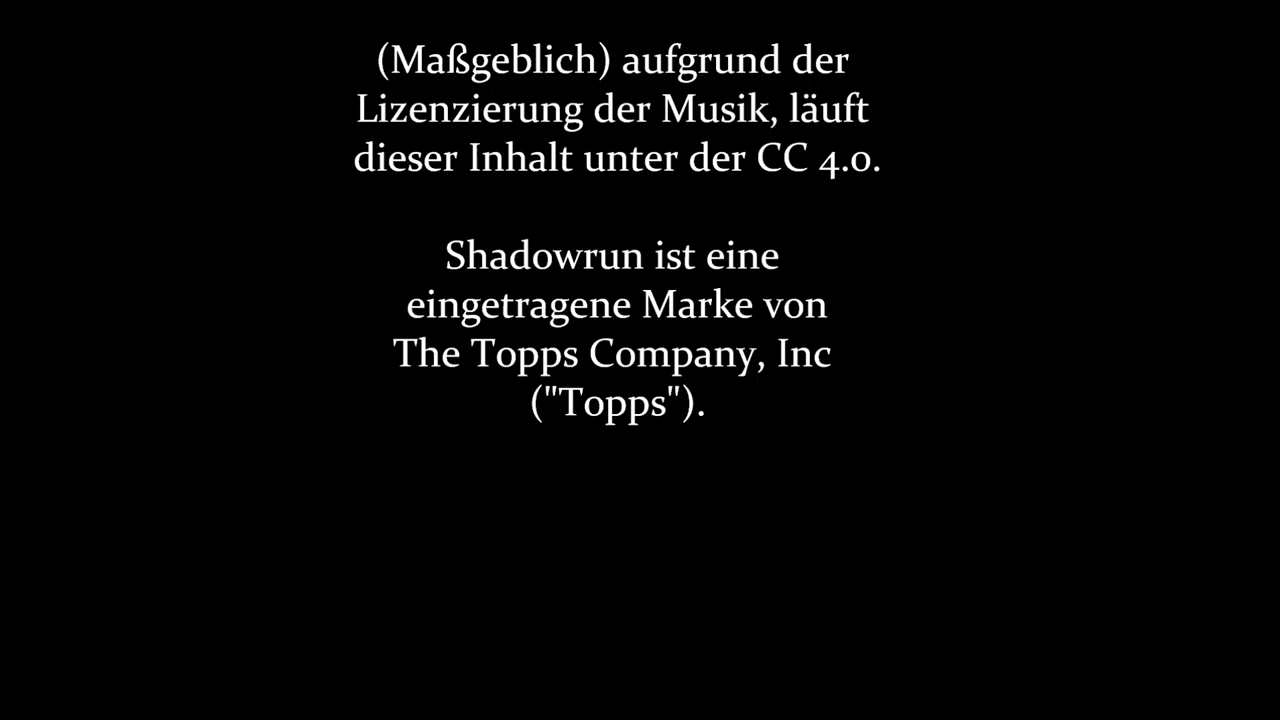 (Maßgeblich) aufgrund der
Lizenzierung der Musik, läuft
dieser Inhalt unter der CC 4.0.
Shadowrun ist eine
eingetragene Marke von
The Topps Company, Inc
("Topps").